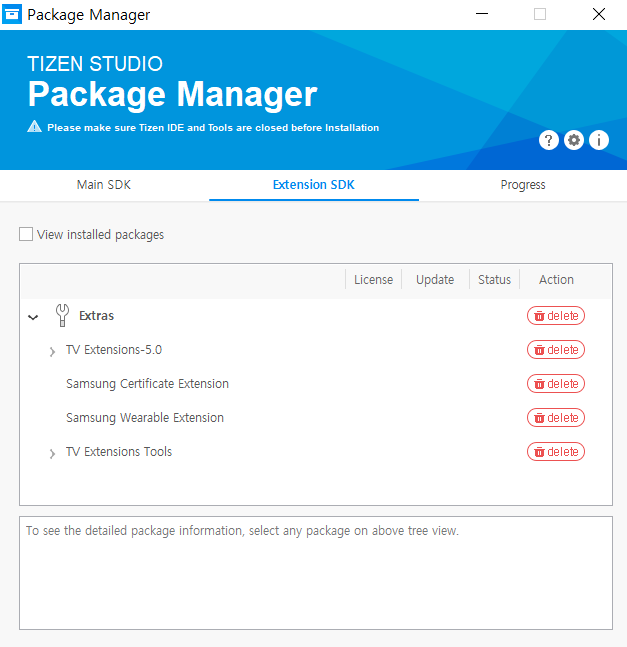 Package Manager
TIZEN STUDIO
Package Manager
Please make sure Tizen IDE and Tools are closed before Installation
? i
Main SDK Extension SDK Progress
View installed packages
License Update Status Action
Extras delete
TV Extensions-5.0 delete
Samsung Certificate Extension delete
Samsung Wearable Extension delete
TV Extensions Tools delete
To see the detailed package information, select any package on above tree view.